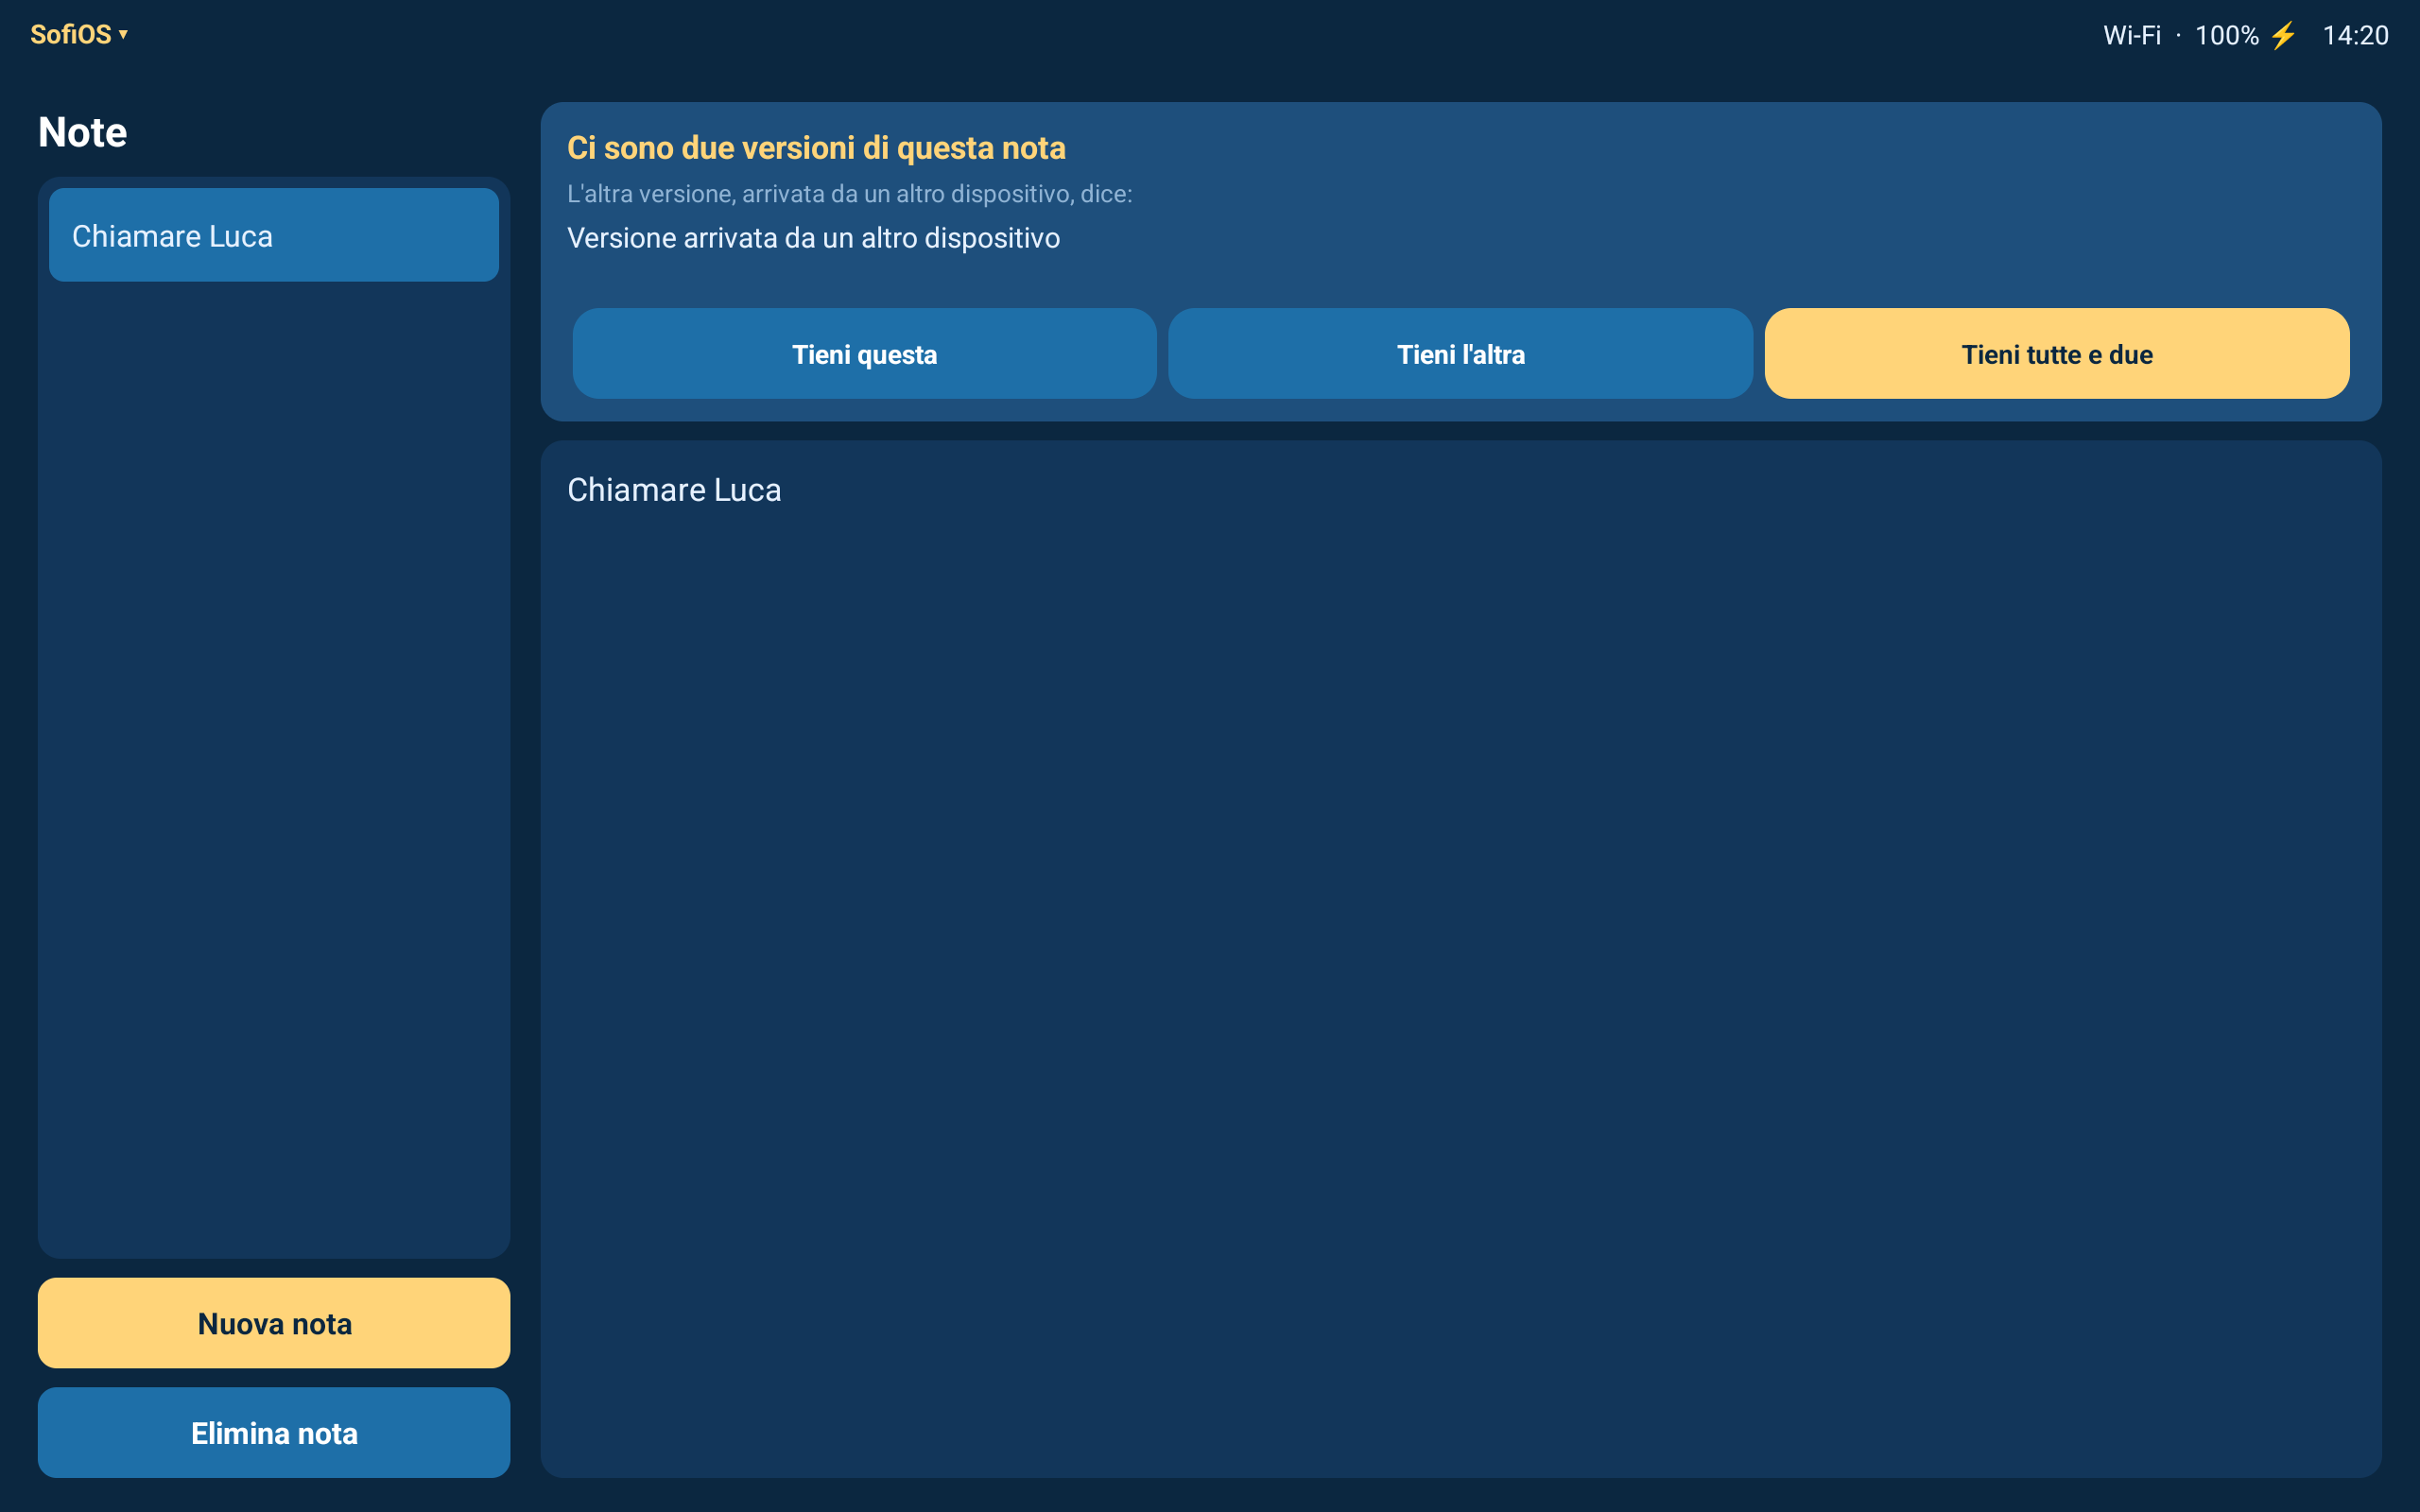 SofiOS ▾
Wi-Fi · 100% ⚡ 14:20
Note
Chiamare Luca
Nuova nota
Elimina nota
Ci sono due versioni di questa nota
L'altra versione, arrivata da un altro dispositivo, dice:
Versione arrivata da un altro dispositivo
Tieni questa
Tieni l'altra
Tieni tutte e due
Chiamare Luca